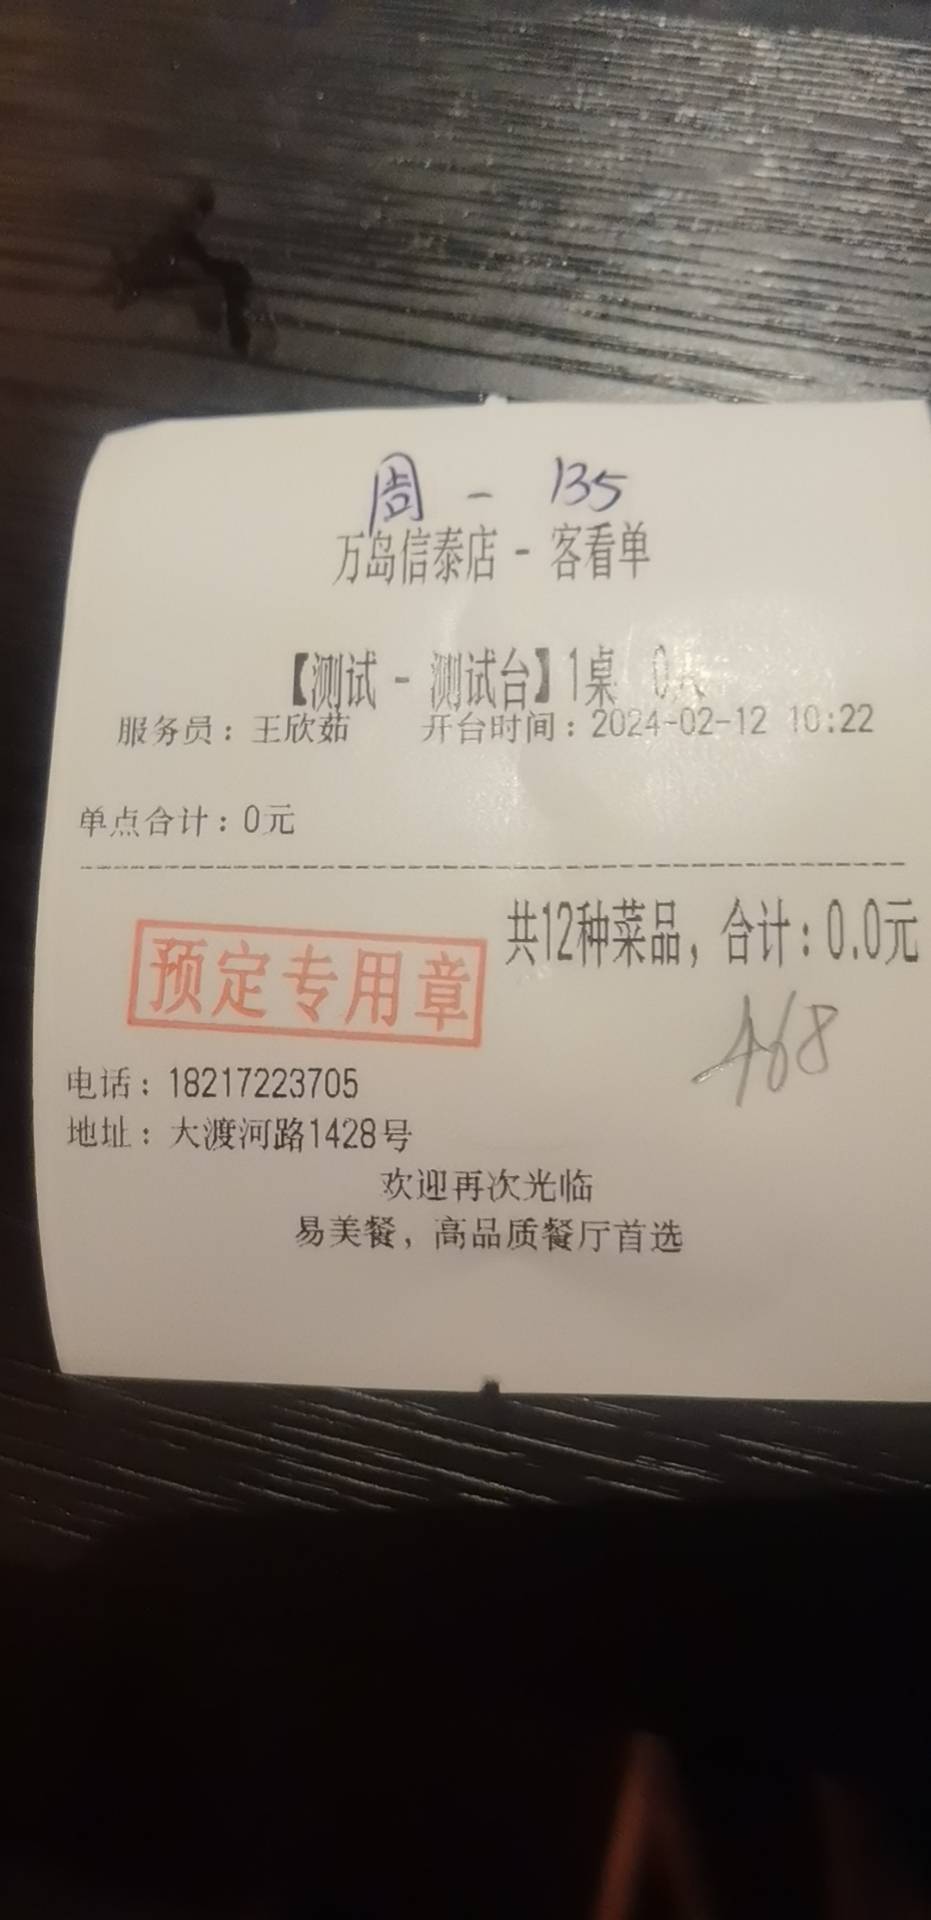 周 - 135
万岛信泰店 - 客看单
【测试 - 测试台】1桌 0人
服务员：王欣茹 开台时间：2024-02-12 10:22
单点合计：0元
共12种菜品，合计：0.0元
预定专用章
468
电话：18217223705
地址：大渡河路1428号
欢迎再次光临
易美餐，高品质餐厅首选